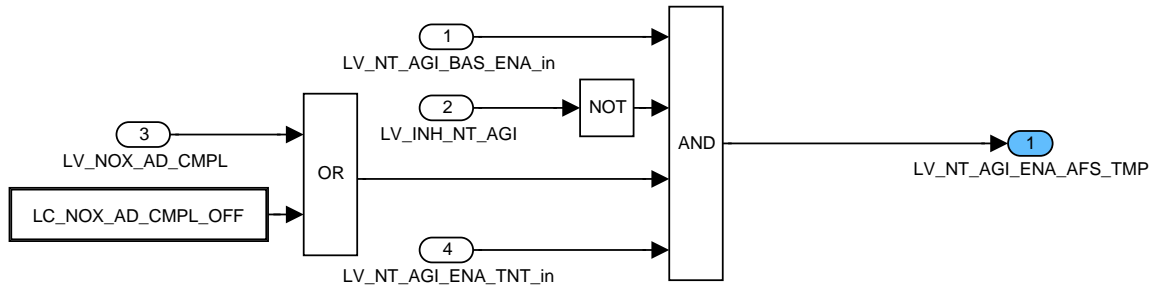 1
LV_NT_AGI_BAS_ENA_in
2
LV_INH_NT_AGI
NOT
3
LV_NOX_AD_CMPL
LC_NOX_AD_CMPL_OFF
OR
4
LV_NT_AGI_ENA_TNT_in
AND
1
LV_NT_AGI_ENA_AFS_TMP